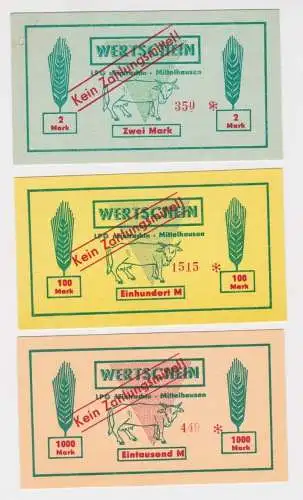 WERTSCHEIN
Kein Zahlungsmittel!
LPG - Mittelhausen
350 *
2
Mark
Zwei Mark
2
Mark
WERTSCHEIN
Kein Zahlungsmittel!
LPG - Mittelhausen
1515 *
100
Mark
Einhundert M
100
Mark
WERTSCHEIN
Kein Zahlungsmittel!
LPG - Mittelhausen
440 *
1000
Mark
Eintausend M
1000
Mark